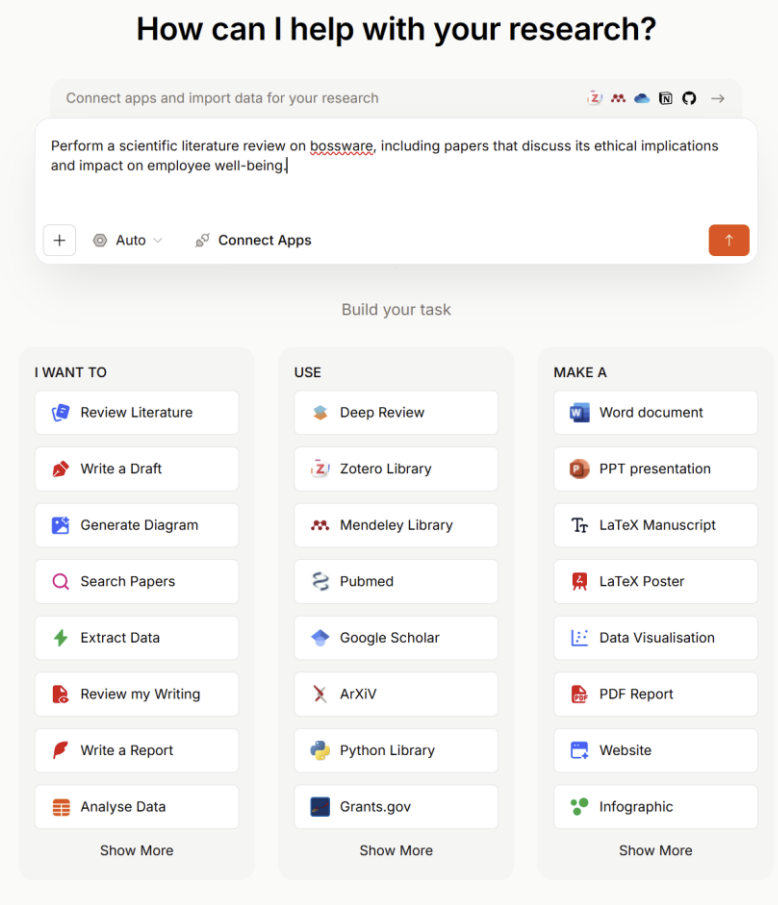 How can I help with your research?
Connect apps and import data for your research
Perform a scientific literature review on bossware, including papers that discuss its ethical implications
and impact on employee well-being.
Auto
Connect Apps
Build your task
I WANT TO
Review Literature
Write a Draft
Generate Diagram
Search Papers
Extract Data
Review my Writing
Write a Report
Analyse Data
Show More
USE
Deep Review
Zotero Library
Mendeley Library
Pubmed
Google Scholar
ArXiV
Python Library
Grants.gov
Show More
MAKE A
Word document
PPT presentation
LaTeX Manuscript
LaTeX Poster
Data Visualisation
PDF Report
Website
Infographic
Show More